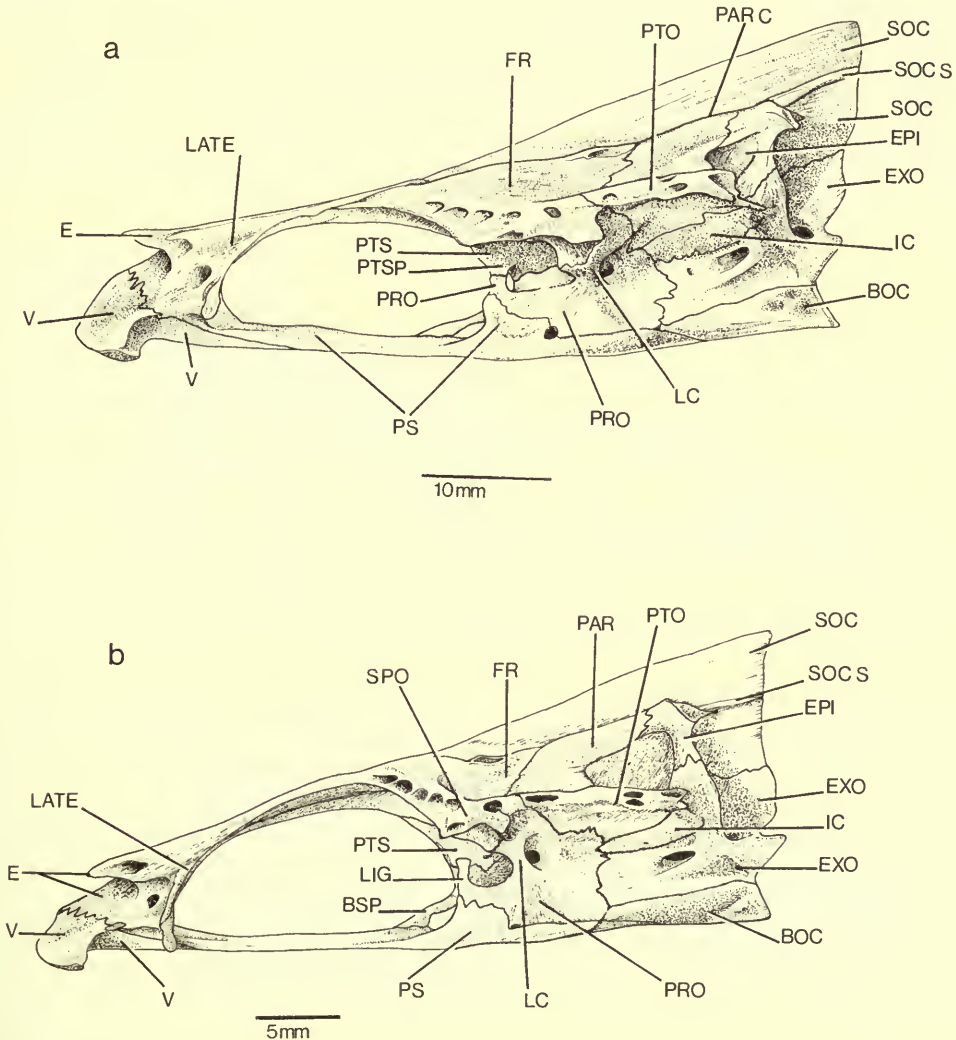 a
PAR C
SOC
PTO
FR
SOC S
SOC
LATE
EPI
EXO
E
IC
PTS
PTSP
PRO
BOC
V
V
LC
PS
PRO
10mm
b
PAR
PTO
SOC
FR
SPO
SOC S
EPI
LATE
EXO
IC
PTS
E
LIG
EXO
BSP
V
BOC
V
PS
LC
PRO
5mm